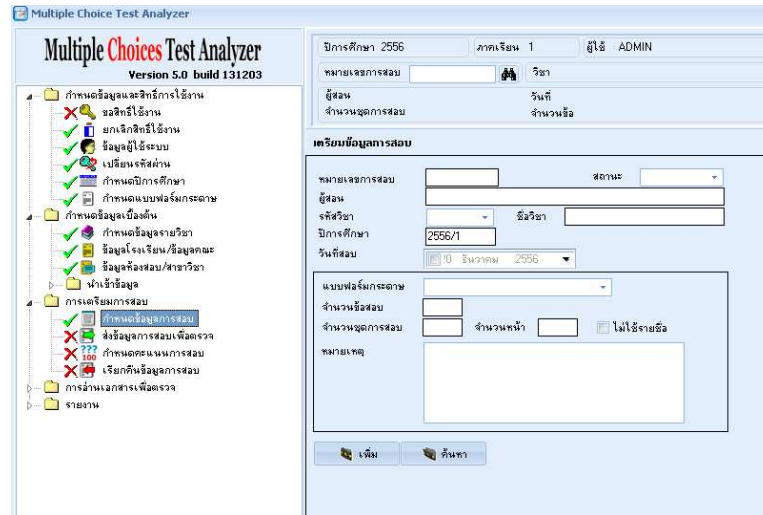 Multiple Choice Test Analyzer
Multiple Choices Test Analyzer
Version 5.0 build 131203
กำหนดข้อมูลและสิทธิ์การใช้งาน
ขอสิทธิ์ใช้งาน
ยกเลิกสิทธิ์ใช้งาน
ข้อมูลผู้ใช้ระบบ
เปลี่ยนรหัสผ่าน
กำหนดปีการศึกษา
กำหนดแบบฟอร์มกระดาษ
กำหนดข้อมูลเบื้องต้น
กำหนดข้อมูลรายวิชา
ข้อมูลโรงเรียน/ข้อมูลคณะ
ข้อมูลห้องสอบ/สาขาวิชา
นำเข้าข้อมูล
การเตรียมการสอบ
กำหนดข้อมูลการสอบ
ส่งข้อมูลการสอบเพื่อตรวจ
??? 100 กำหนดคะแนนการสอบ
เรียกคืนข้อมูลการสอบ
การอ่านเอกสารเพื่อตรวจ
รายงาน
ปีการศึกษา 2556 ภาคเรียน 1 ผู้ใช้ ADMIN
หมายเลขการสอบ วิชา
ผู้สอน วันที่
จำนวนชุดการสอบ จำนวนข้อ
เตรียมข้อมูลการสอบ
หมายเลขการสอบ สถานะ
ผู้สอน
รหัสวิชา ชื่อวิชา
ปีการศึกษา 2556/1
วันที่สอบ ธันวาคม 2556
แบบฟอร์มกระดาษ
จำนวนข้อสอบ
จำนวนชุดการสอบ จำนวนหน้า ไม่ใช้รายชื่อ
หมายเหตุ
เพิ่ม ค้นหา